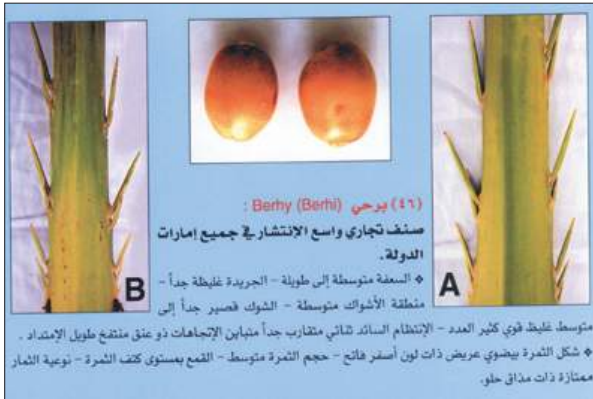 (٤٦) برحي Berhy (Berhi) :
صنف تجاري واسع الإنتشار في جميع إمارات
الدولة.
❖ السعفة متوسطة إلى طويلة - الجريدة غليظة جداً -
منطقة الأشواك متوسطة - الشوك قصير جداً إلى
متوسط غليظ قوي كثير العدد - الإنتظام السائد ثنائي متقارب جداً متباين الإتجاهات ذو عنق منتفخ طويل الإمتداد .
❖ شكل الثمرة بيضوي عريض ذات لون أصفر فاتح - حجم الثمرة متوسط - القمع بمستوى كتف الثمرة - نوعية الثمار
ممتازة ذات مذاق حلو.
A
B